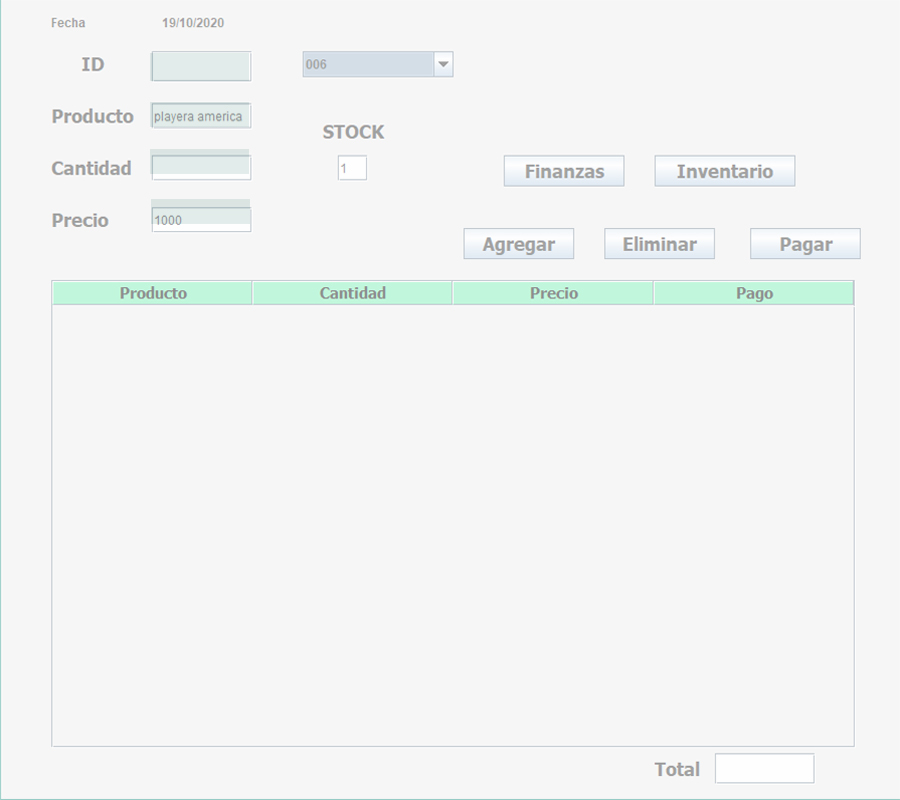 Fecha 19/10/2020
ID 006
Producto playera america
STOCK
Cantidad 1 Finanzas Inventario
Precio 1000
Agregar Eliminar Pagar
Producto Cantidad Precio Pago
Total